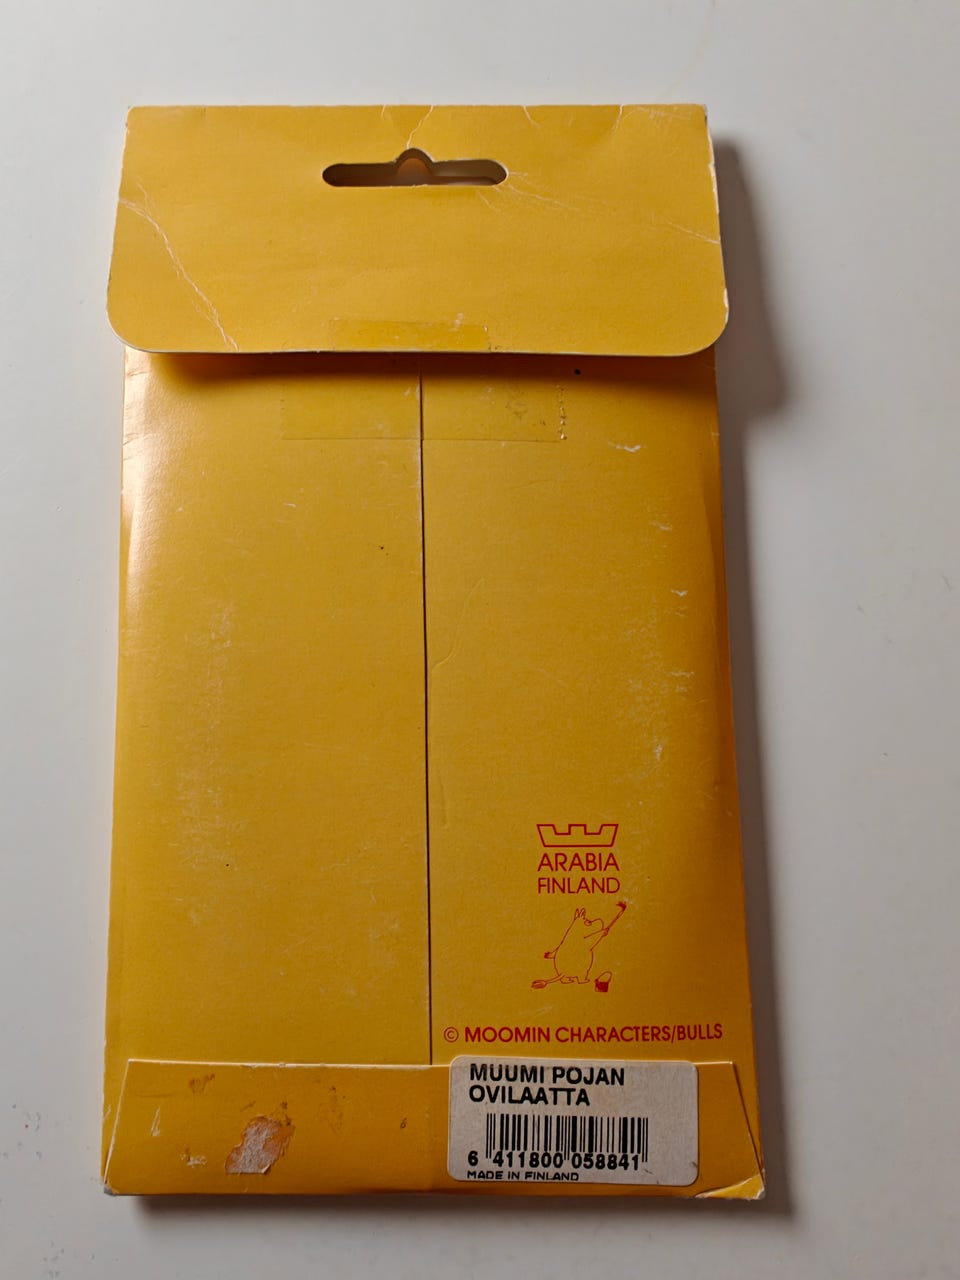 ARABIA
FINLAND
© MOOMIN CHARACTERS/BULLS
MUUMI POJAN
OVILAATTA
6 411800 058841
MADE IN FINLAND